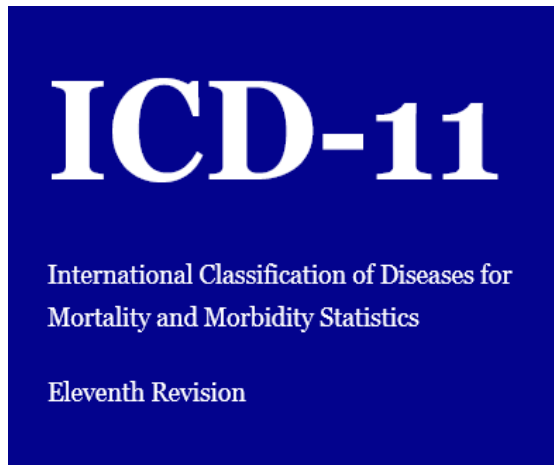 ICD-11
International Classification of Diseases for
Mortality and Morbidity Statistics
Eleventh Revision